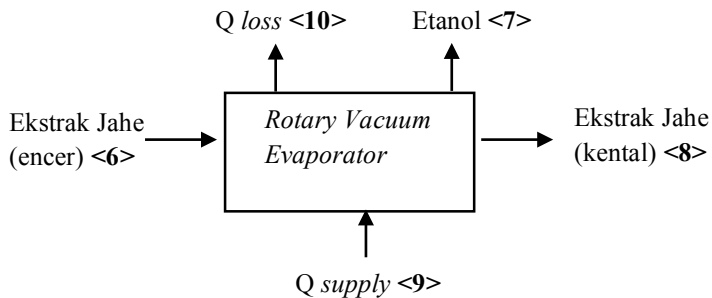 Q loss <10>
Etanol <7>
Ekstrak Jahe
(encer) <6>
Rotary Vacuum
Evaporator
Ekstrak Jahe
(kental) <8>
Q supply <9>